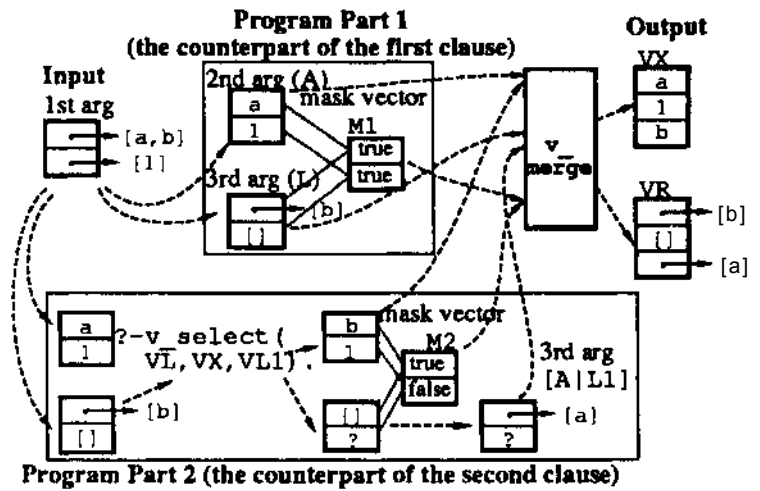 Program Part 1
(the counterpart of the first clause)
Output
Input
1st arg
[a,b]
[1]
2nd arg (A)
mask vector
a
1
M1
true
true
3rd arg (L)
[b]
[]
v_
merge
VX
a
1
b
VR
[b]
[]
[a]
a
1
?-v_select(
VL,VX,VL1).
[b]
[]
mask vector
b
1
M2
true
false
[]
?
3rd arg
[A|L1]
[a]
?
Program Part 2 (the counterpart of the second clause)